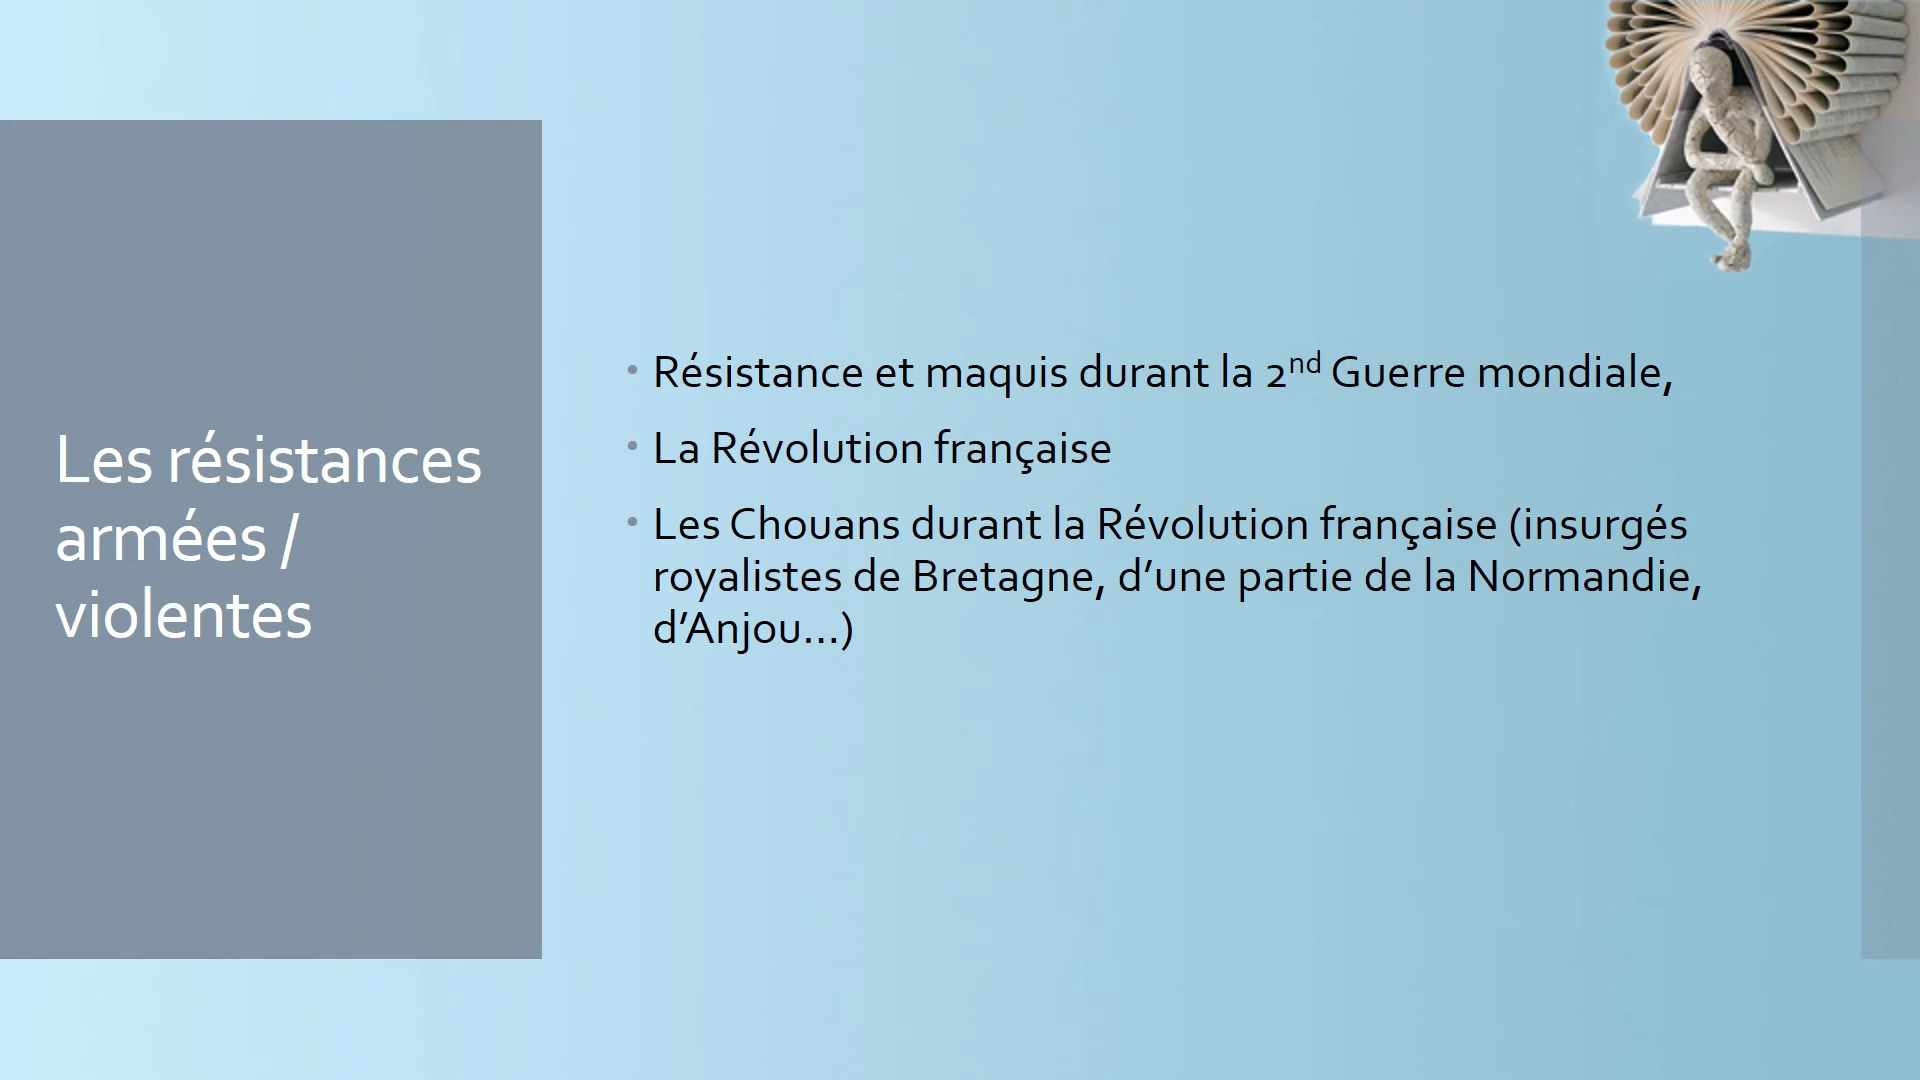 Les résistances
armées /
violentes
• Résistance et maquis durant la 2nd Guerre mondiale,
• La Révolution française
• Les Chouans durant la Révolution française (insurgés
royalistes de Bretagne, d’une partie de la Normandie,
d’Anjou…)